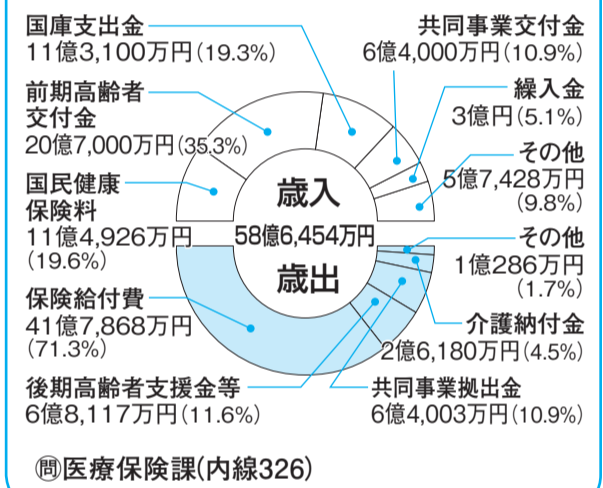 国庫支出金
11億3,100万円(19.3%)
共同事業交付金
6億4,000万円(10.9%)
前期高齢者
交付金
20億7,000万円(35.3%)
繰入金
3億円(5.1%)
その他
5億7,428万円
(9.8%)
国民健康
保険料
11億4,926万円
(19.6%)
歳入
58億6,454万円
歳出
その他
1億286万円
(1.7%)
保険給付費
41億7,868万円
(71.3%)
介護納付金
2億6,180万円(4.5%)
後期高齢者支援金等
6億8,117万円(11.6%)
共同事業拠出金
6億4,003万円(10.9%)
㉄医療保険課(内線326)